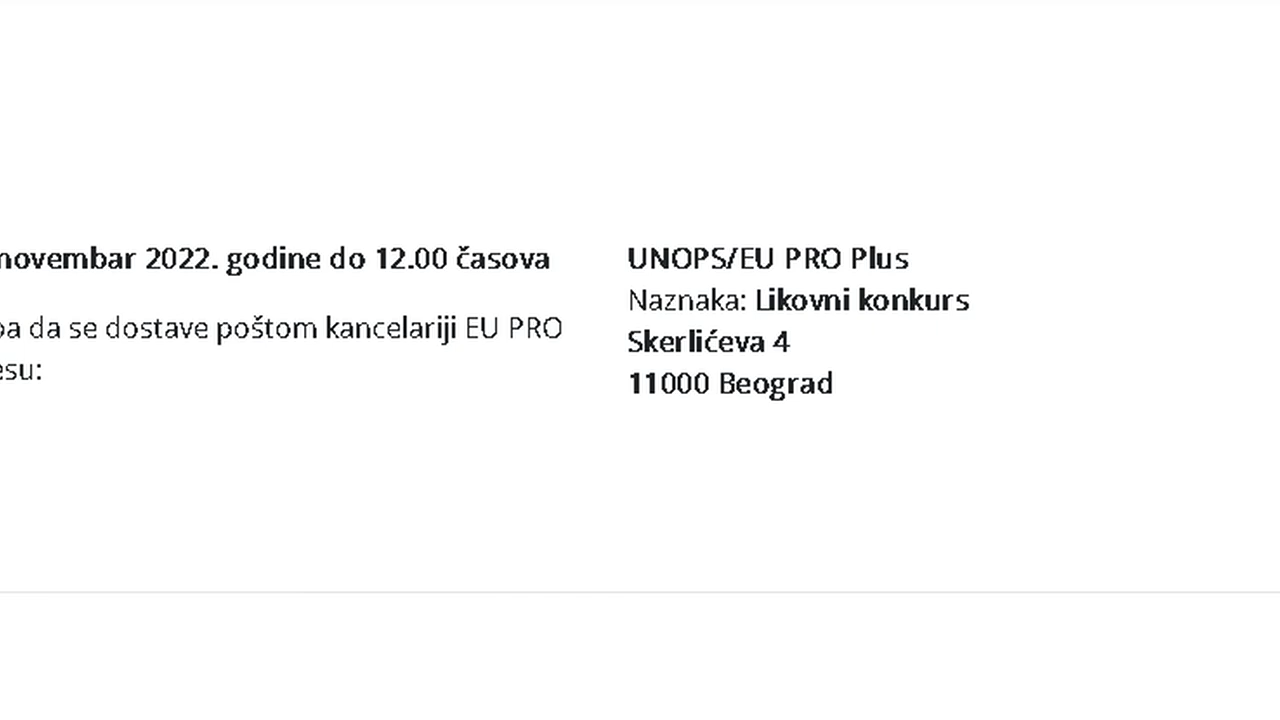 novembar 2022. godine do 12.00 časova
da se dostave poštom kancelariji EU PRO
UNOPS/EU PRO Plus
Naznaka: Likovni konkurs
Skerlićeva 4
11000 Beograd